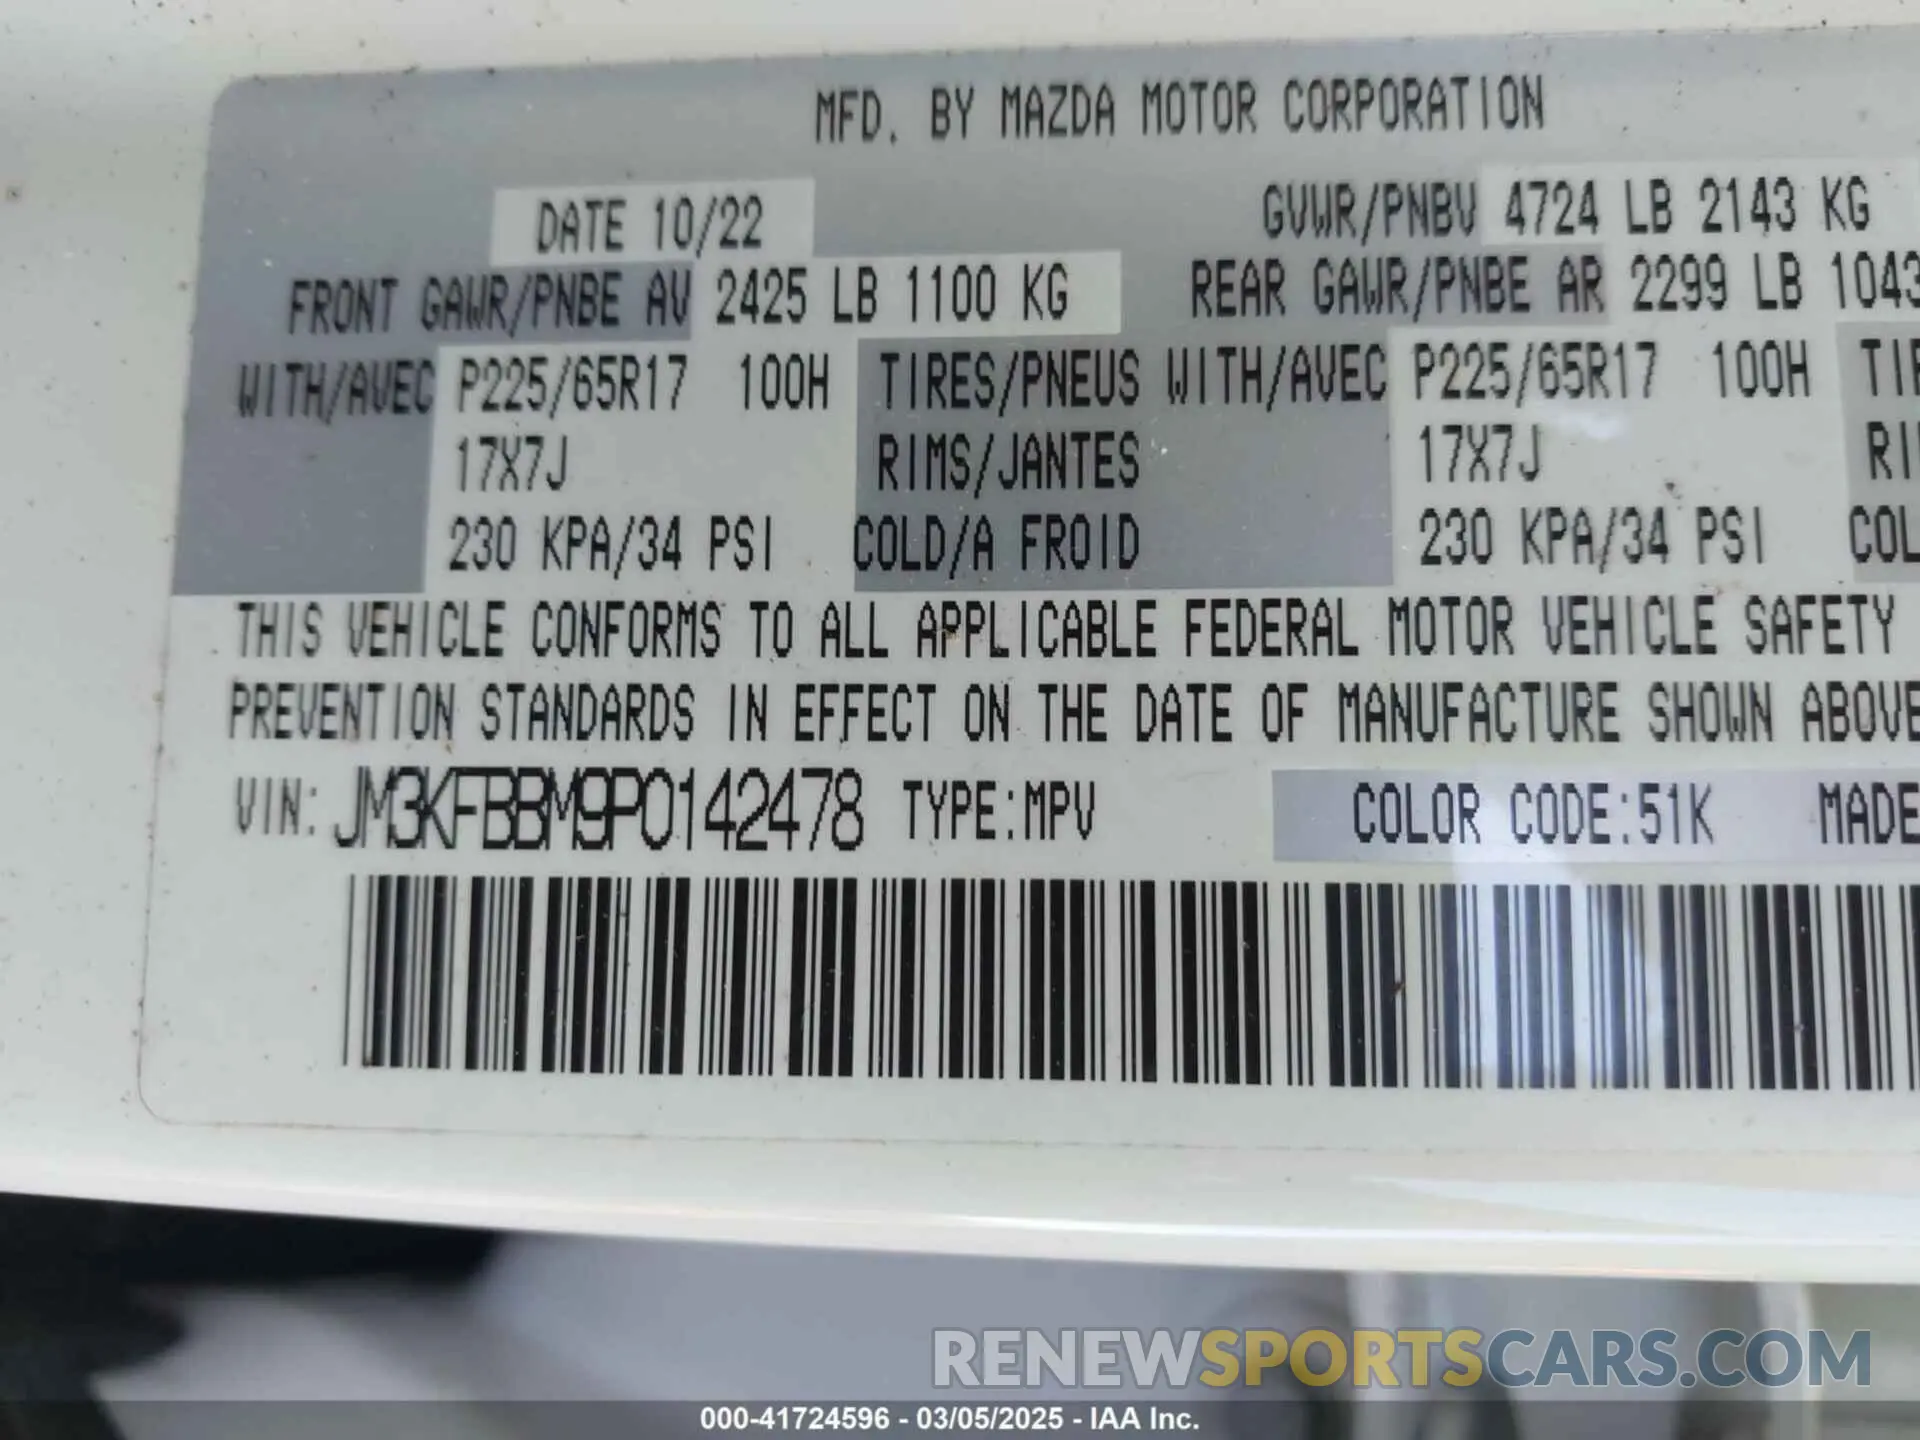 MFD. BY MAZDA MOTOR CORPORATION
DATE 10/22 GVWR/PNBV 4724 LB 2143 KG
FRONT GAWR/PNBE AV 2425 LB 1100 KG REAR GAWR/PNBE AR 2299 LB 1043
WITH/AVEC P225/65R17 100H TIRES/PNEUS WITH/AVEC P225/65R17 100H
17X7J RIMS/JANTES 17X7J
230 KPA/34 PSI COLD/A FROID 230 KPA/34 PSI COL
THIS VEHICLE CONFORMS TO ALL APPLICABLE FEDERAL MOTOR VEHICLE SAFETY
PREVENTION STANDARDS IN EFFECT ON THE DATE OF MANUFACTURE SHOWN ABOVE
VIN: JM3KFBBM9P0142478 TYPE:MPV COLOR CODE:51K MADE
RENEWSPORTSCARS.COM
000-41724596 - 03/05/2025 - IAA Inc.